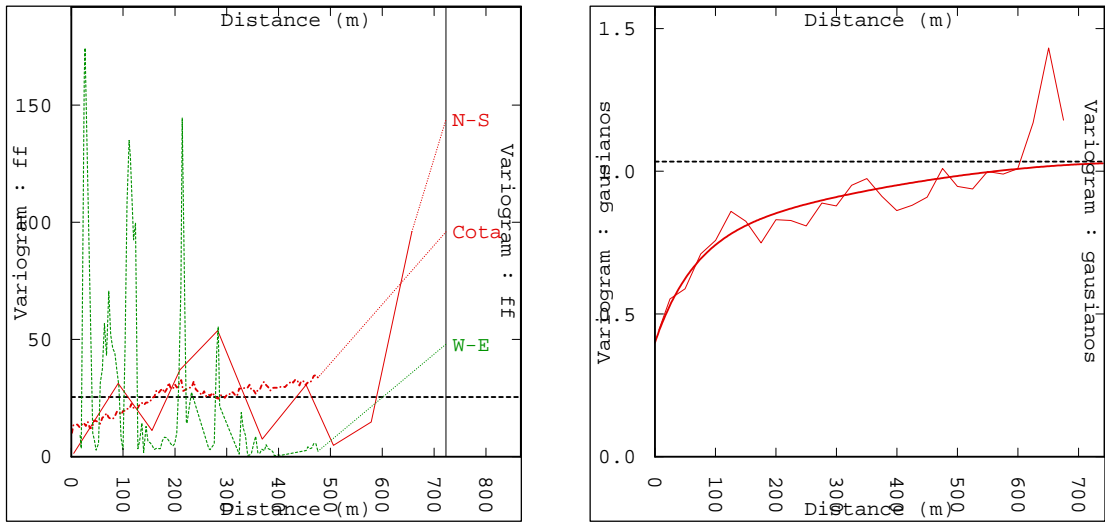 Distance (m)
150
100
50
0
Variogram : ff
N-S
Cota
W-E
Variogram : ff
0
100
200
300
400
500
600
700
800
Distance (m)
Distance (m)
1.5
1.0
0.5
0.0
Variogram : gausianos
Variogram : gausianos
0
100
200
300
400
500
600
700
Distance (m)